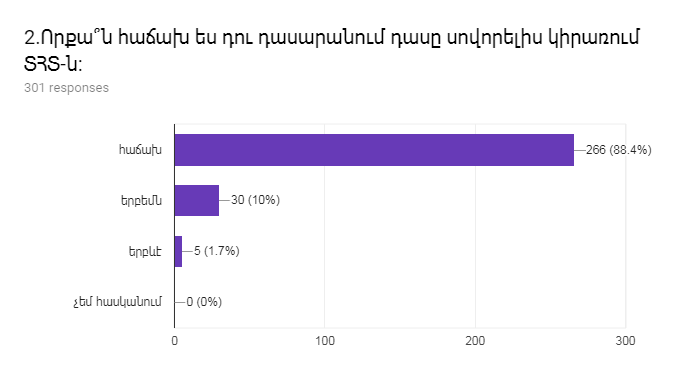 2.Որքա՞ն հաճախ ես դու դասարանում դասը սովորելիս կիրառում
ՏՀՏ-ն:
301 responses
հաճախ
266 (88.4%)
երբեմն
30 (10%)
երբևէ
5 (1.7%)
չեմ հասկանում
0 (0%)
0
100
200
300